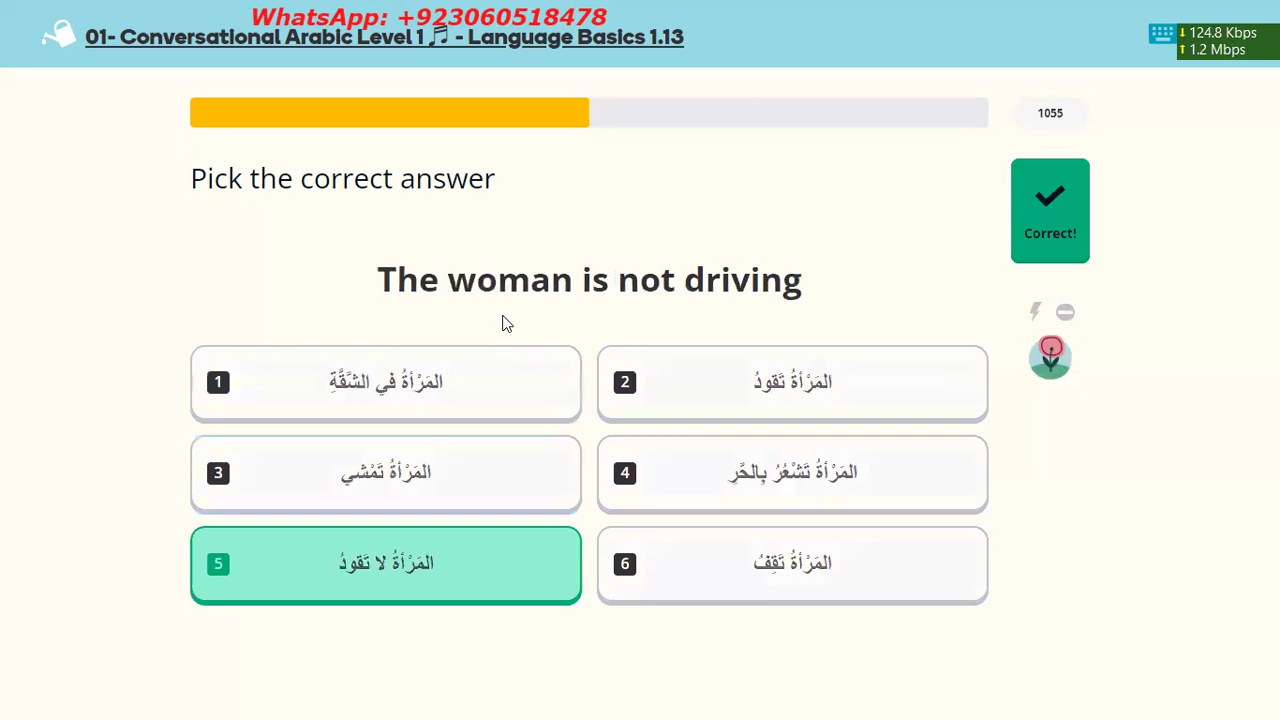 WhatsApp: +923060518478
01- Conversational Arabic Level 1 🎵 - Language Basics 1.13
124.8 Kbps
1.2 Mbps
1055
Pick the correct answer
Correct!
The woman is not driving
1 المَرْأةُ في الشَّقَّةِ
2 المَرْأةُ تَقودُ
3 المَرْأةُ تَمْشي
4 المَرْأةُ تَشْعُرُ بِالحَّرِ
5 المَرْأةُ لا تَقودُ
6 المَرْأةُ تَقِفُ